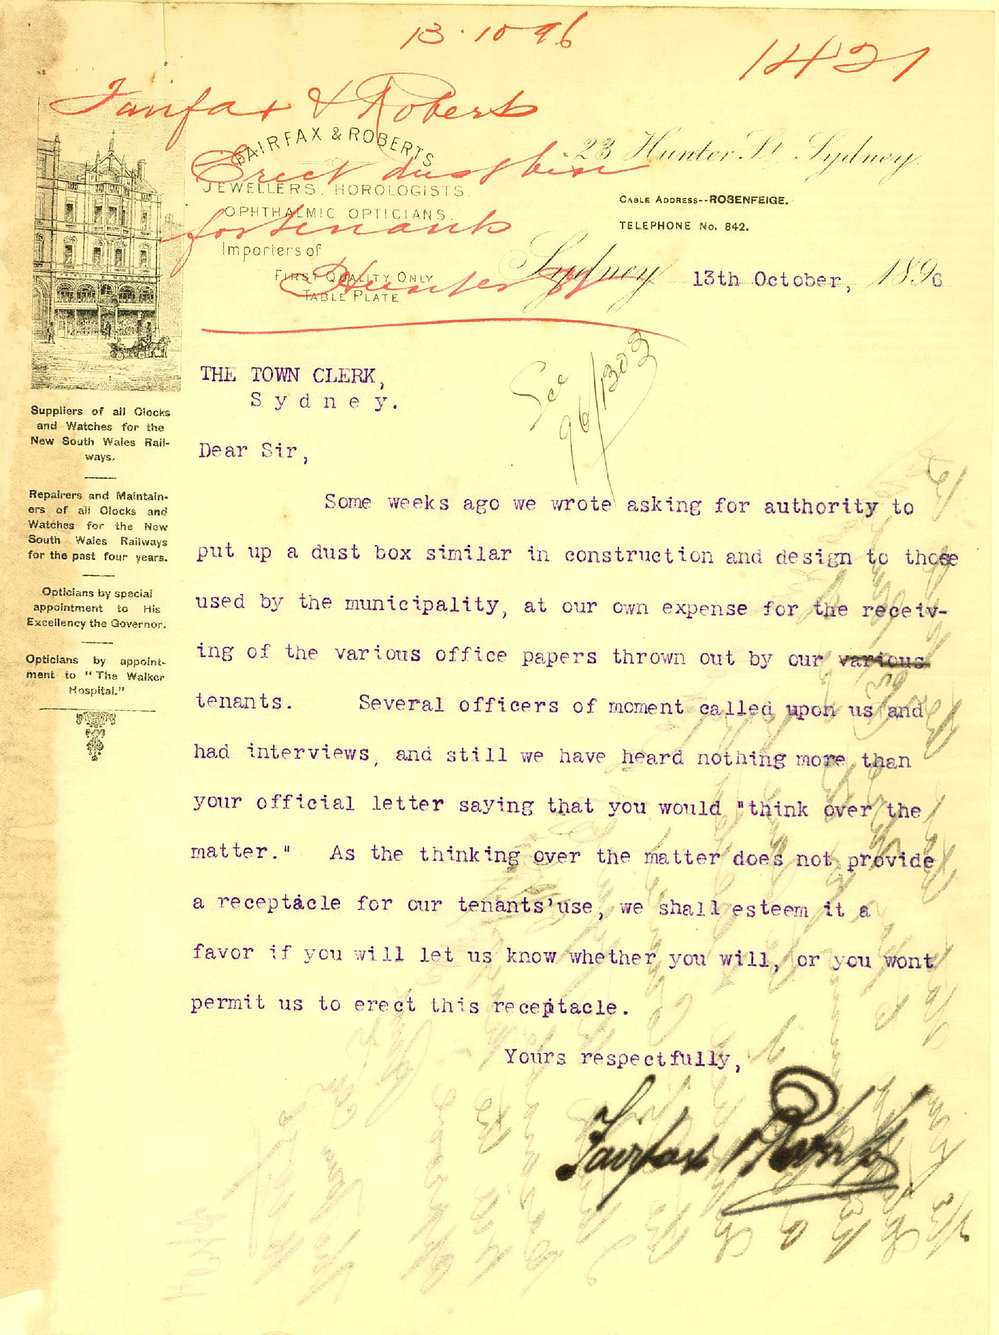 13.10 96
1421
Fairfax & Roberts
Erect dust bin
for tenants
Hunter St
FAIRFAX & ROBERTS
JEWELLERS, HOROLOGISTS,
OPHTHALMIC OPTICIANS.
Importers of
FIRST QUALITY ONLY
TABLE PLATE
23 Hunter St Sydney.
CABLE ADDRESS--ROSENFEIGE.
TELEPHONE No. 842.
Sydney 13th October, 1896
Suppliers of all Clocks
and Watches for the
New South Wales Rail-
ways.
Repairers and Maintain-
ers of all Clocks and
Watches for the New
South Wales Railways
for the past four years.
Opticians by special
appointment to His
Excellency the Governor.
Opticians by appoint-
ment to "The Walker
Hospital."
See
96/1303
THE TOWN CLERK,
Sydney.
Dear Sir,
Some weeks ago we wrote asking for authority to
put up a dust box similar in construction and design to those
used by the municipality, at our own expense for the receiv-
ing of the various office papers thrown out by our various
tenants. Several officers of moment called upon us and
had interviews, and still we have heard nothing more than
your official letter saying that you would "think over the
matter." As the thinking over the matter does not provide
a receptacle for our tenants' use, we shall esteem it a
favor if you will let us know whether you will, or you wont
permit us to erect this receptacle.
Yours respectfully,
Fairfax & Roberts